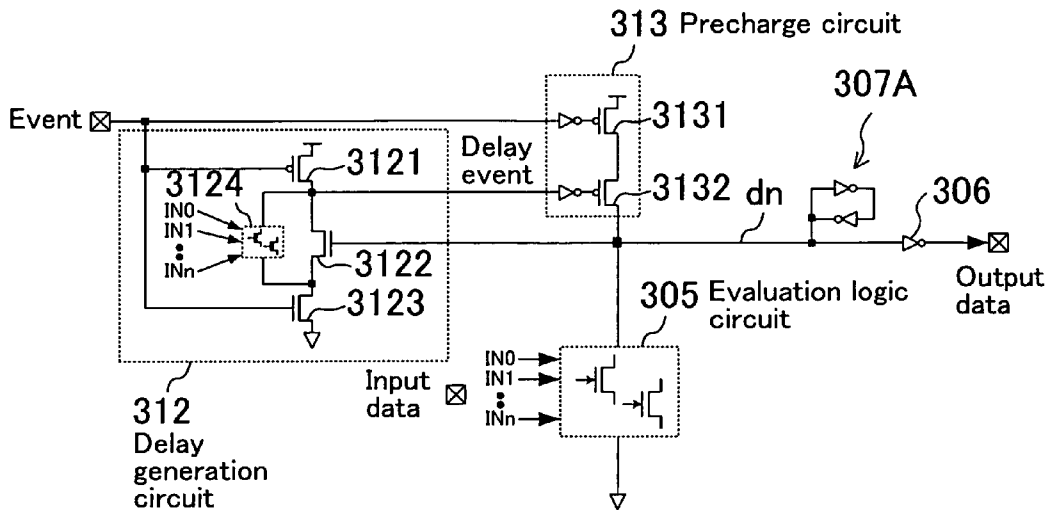 313 Precharge circuit
307A
Event
3131
3121
Delay
event
3124
3132
306
IN0
IN1
INn
dn
3122
Output
data
3123
305 Evaluation logic
circuit
Input
data
IN0
IN1
INn
312
Delay
generation
circuit